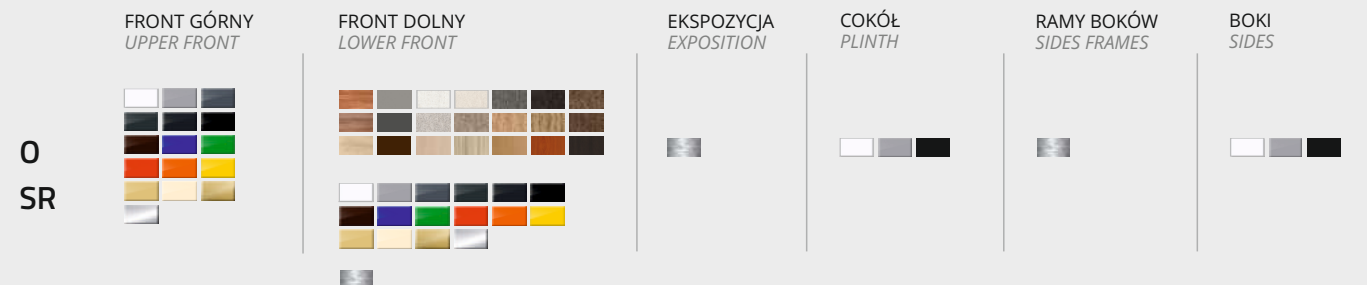 FRONT GÓRNY
UPPER FRONT
FRONT DOLNY
LOWER FRONT
EKSPOZYCJA
EXPOSITION
COKÓŁ
PLINTH
RAMY BOKÓW
SIDES FRAMES
BOKI
SIDES
O
SR